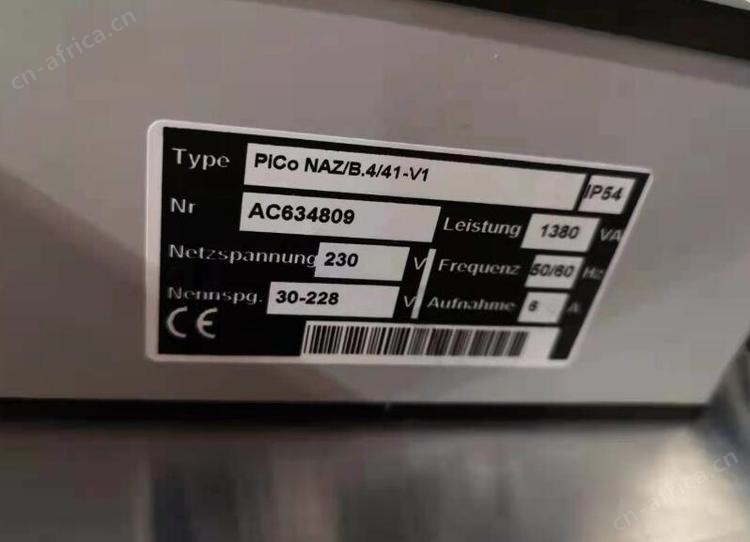 cn-africa.cn
Type PiCo NAZ/B.4/41-V1 IP54
Nr AC634809 Leistung 1380 VA
Netzspannung 230 V Frequenz 50/60 Hz
Nennspg. 30-228 V Aufnahme 6 A
CE
cn-africa.cn